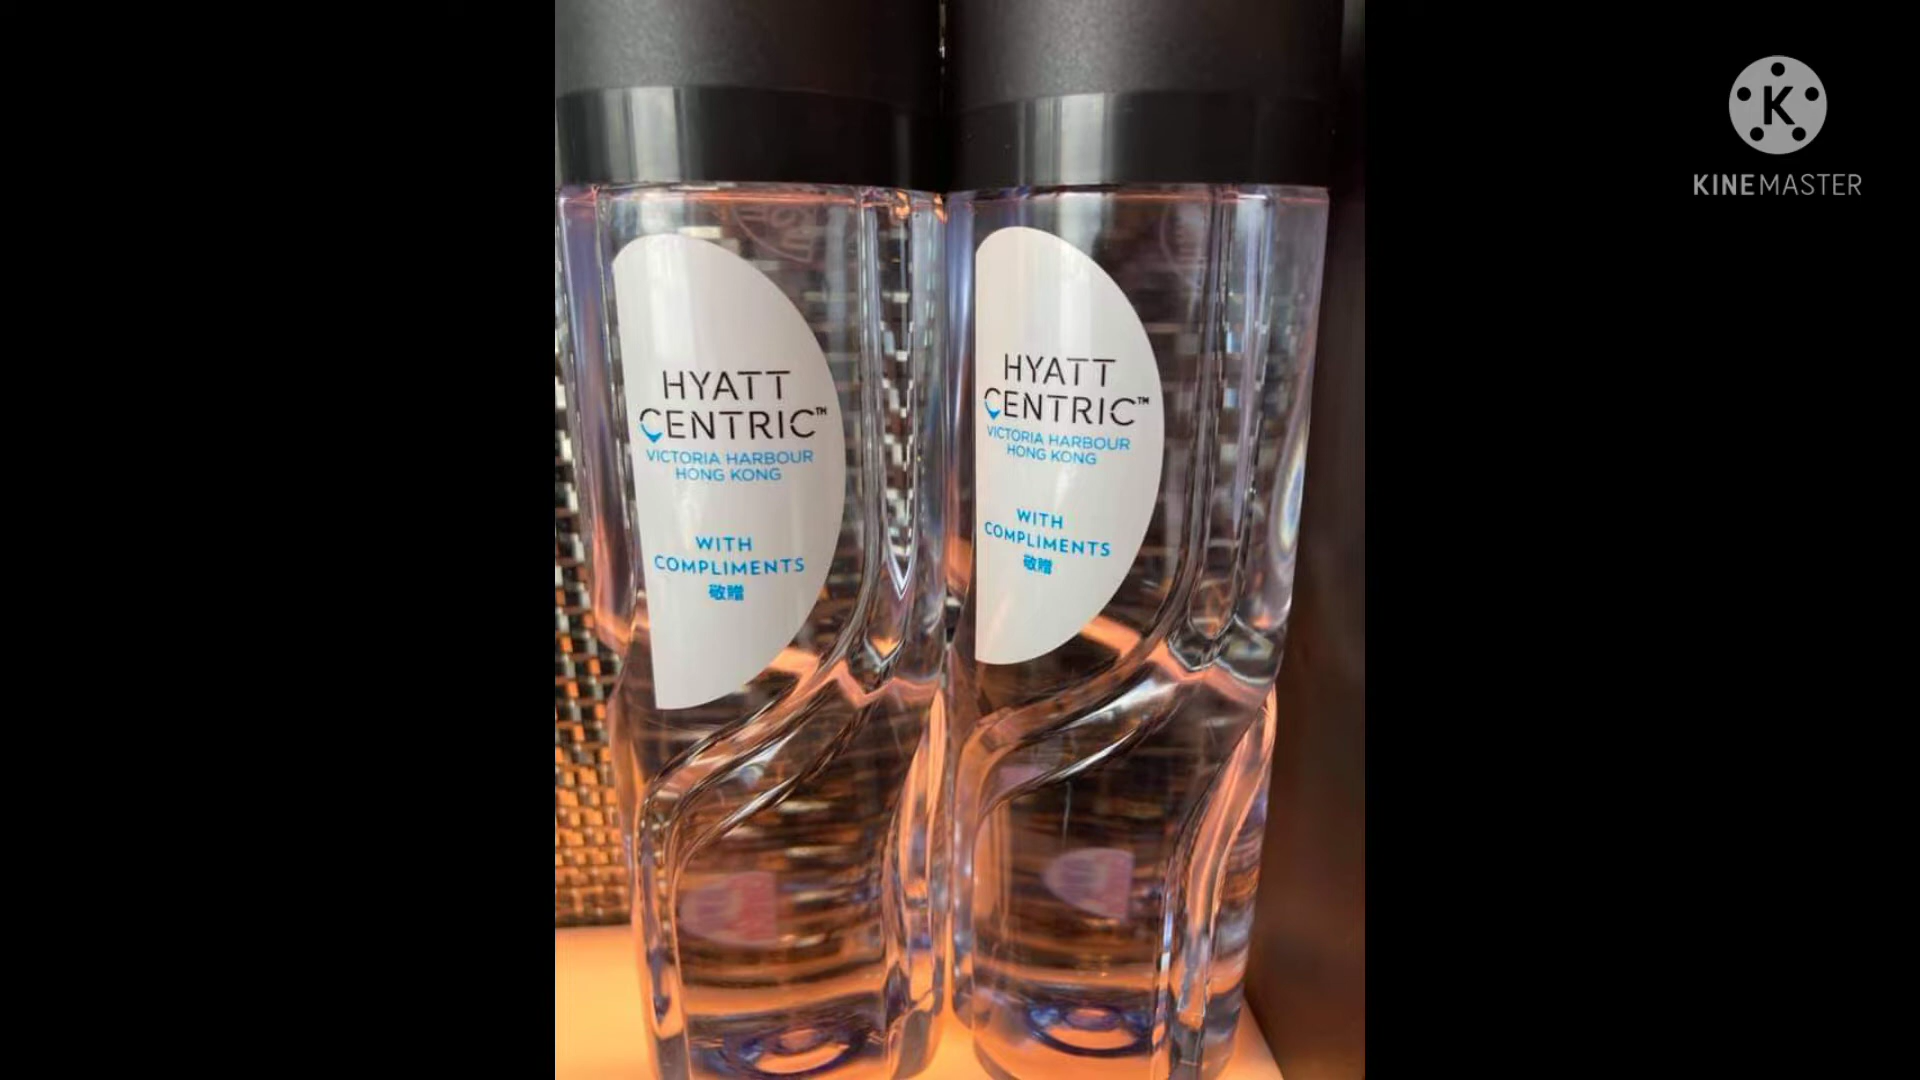 HYATT
CENTRIC™
VICTORIA HARBOUR
HONG KONG
WITH
COMPLIMENTS
敬贈
HYATT
CENTRIC™
VICTORIA HARBOUR
HONG KONG
WITH
COMPLIMENTS
敬贈
K
KINEMASTER